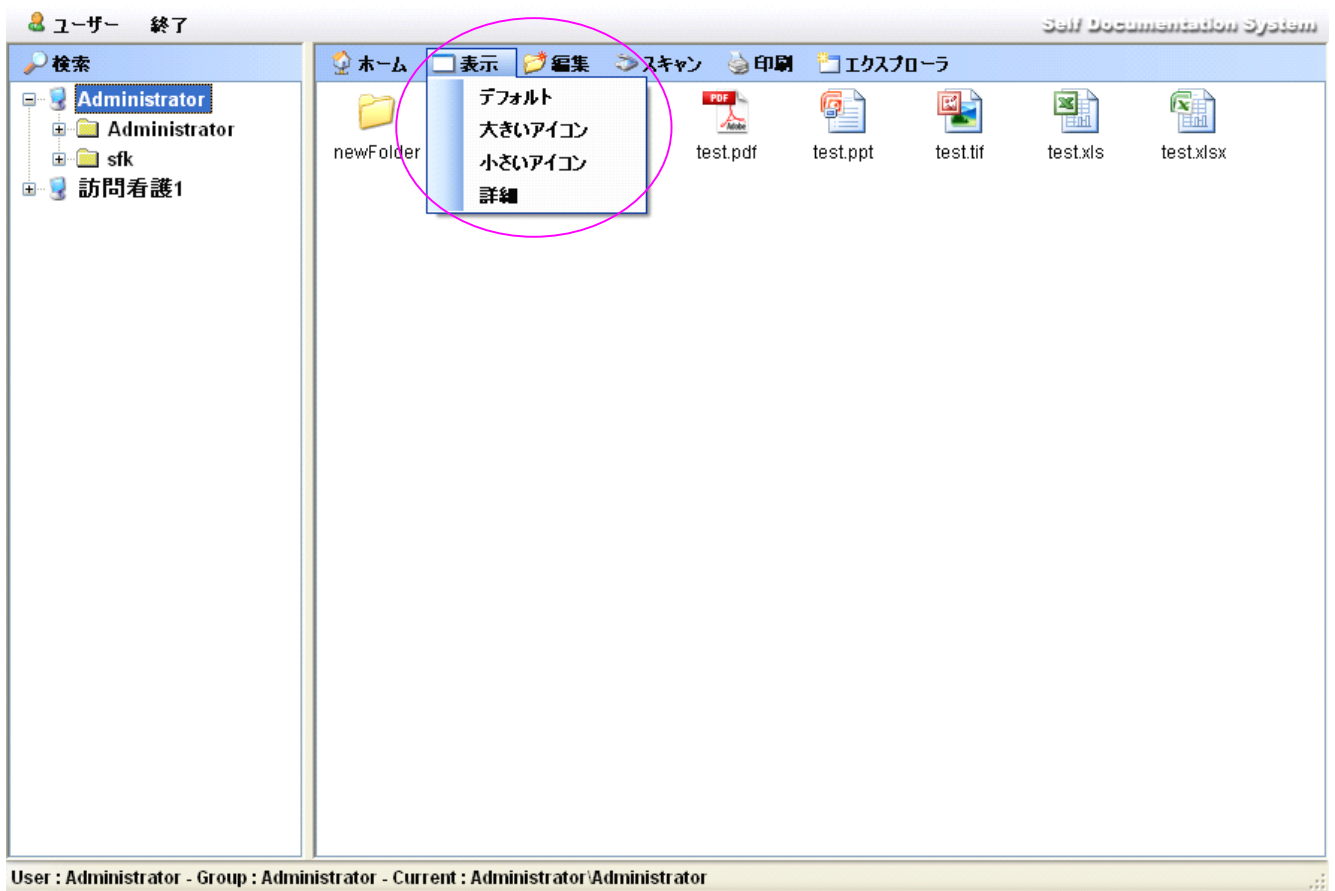 ユーザー 終了 Self Documentation System
検索
ホーム 表示 編集 スキャン 印刷 エクスプローラ
Administrator
Administrator
sfk
訪問看護1
デフォルト
大きいアイコン
小さいアイコン
詳細
newFolder test.pdf test.ppt test.tif test.xls test.xlsx
User : Administrator - Group : Administrator - Current : Administrator\Administrator